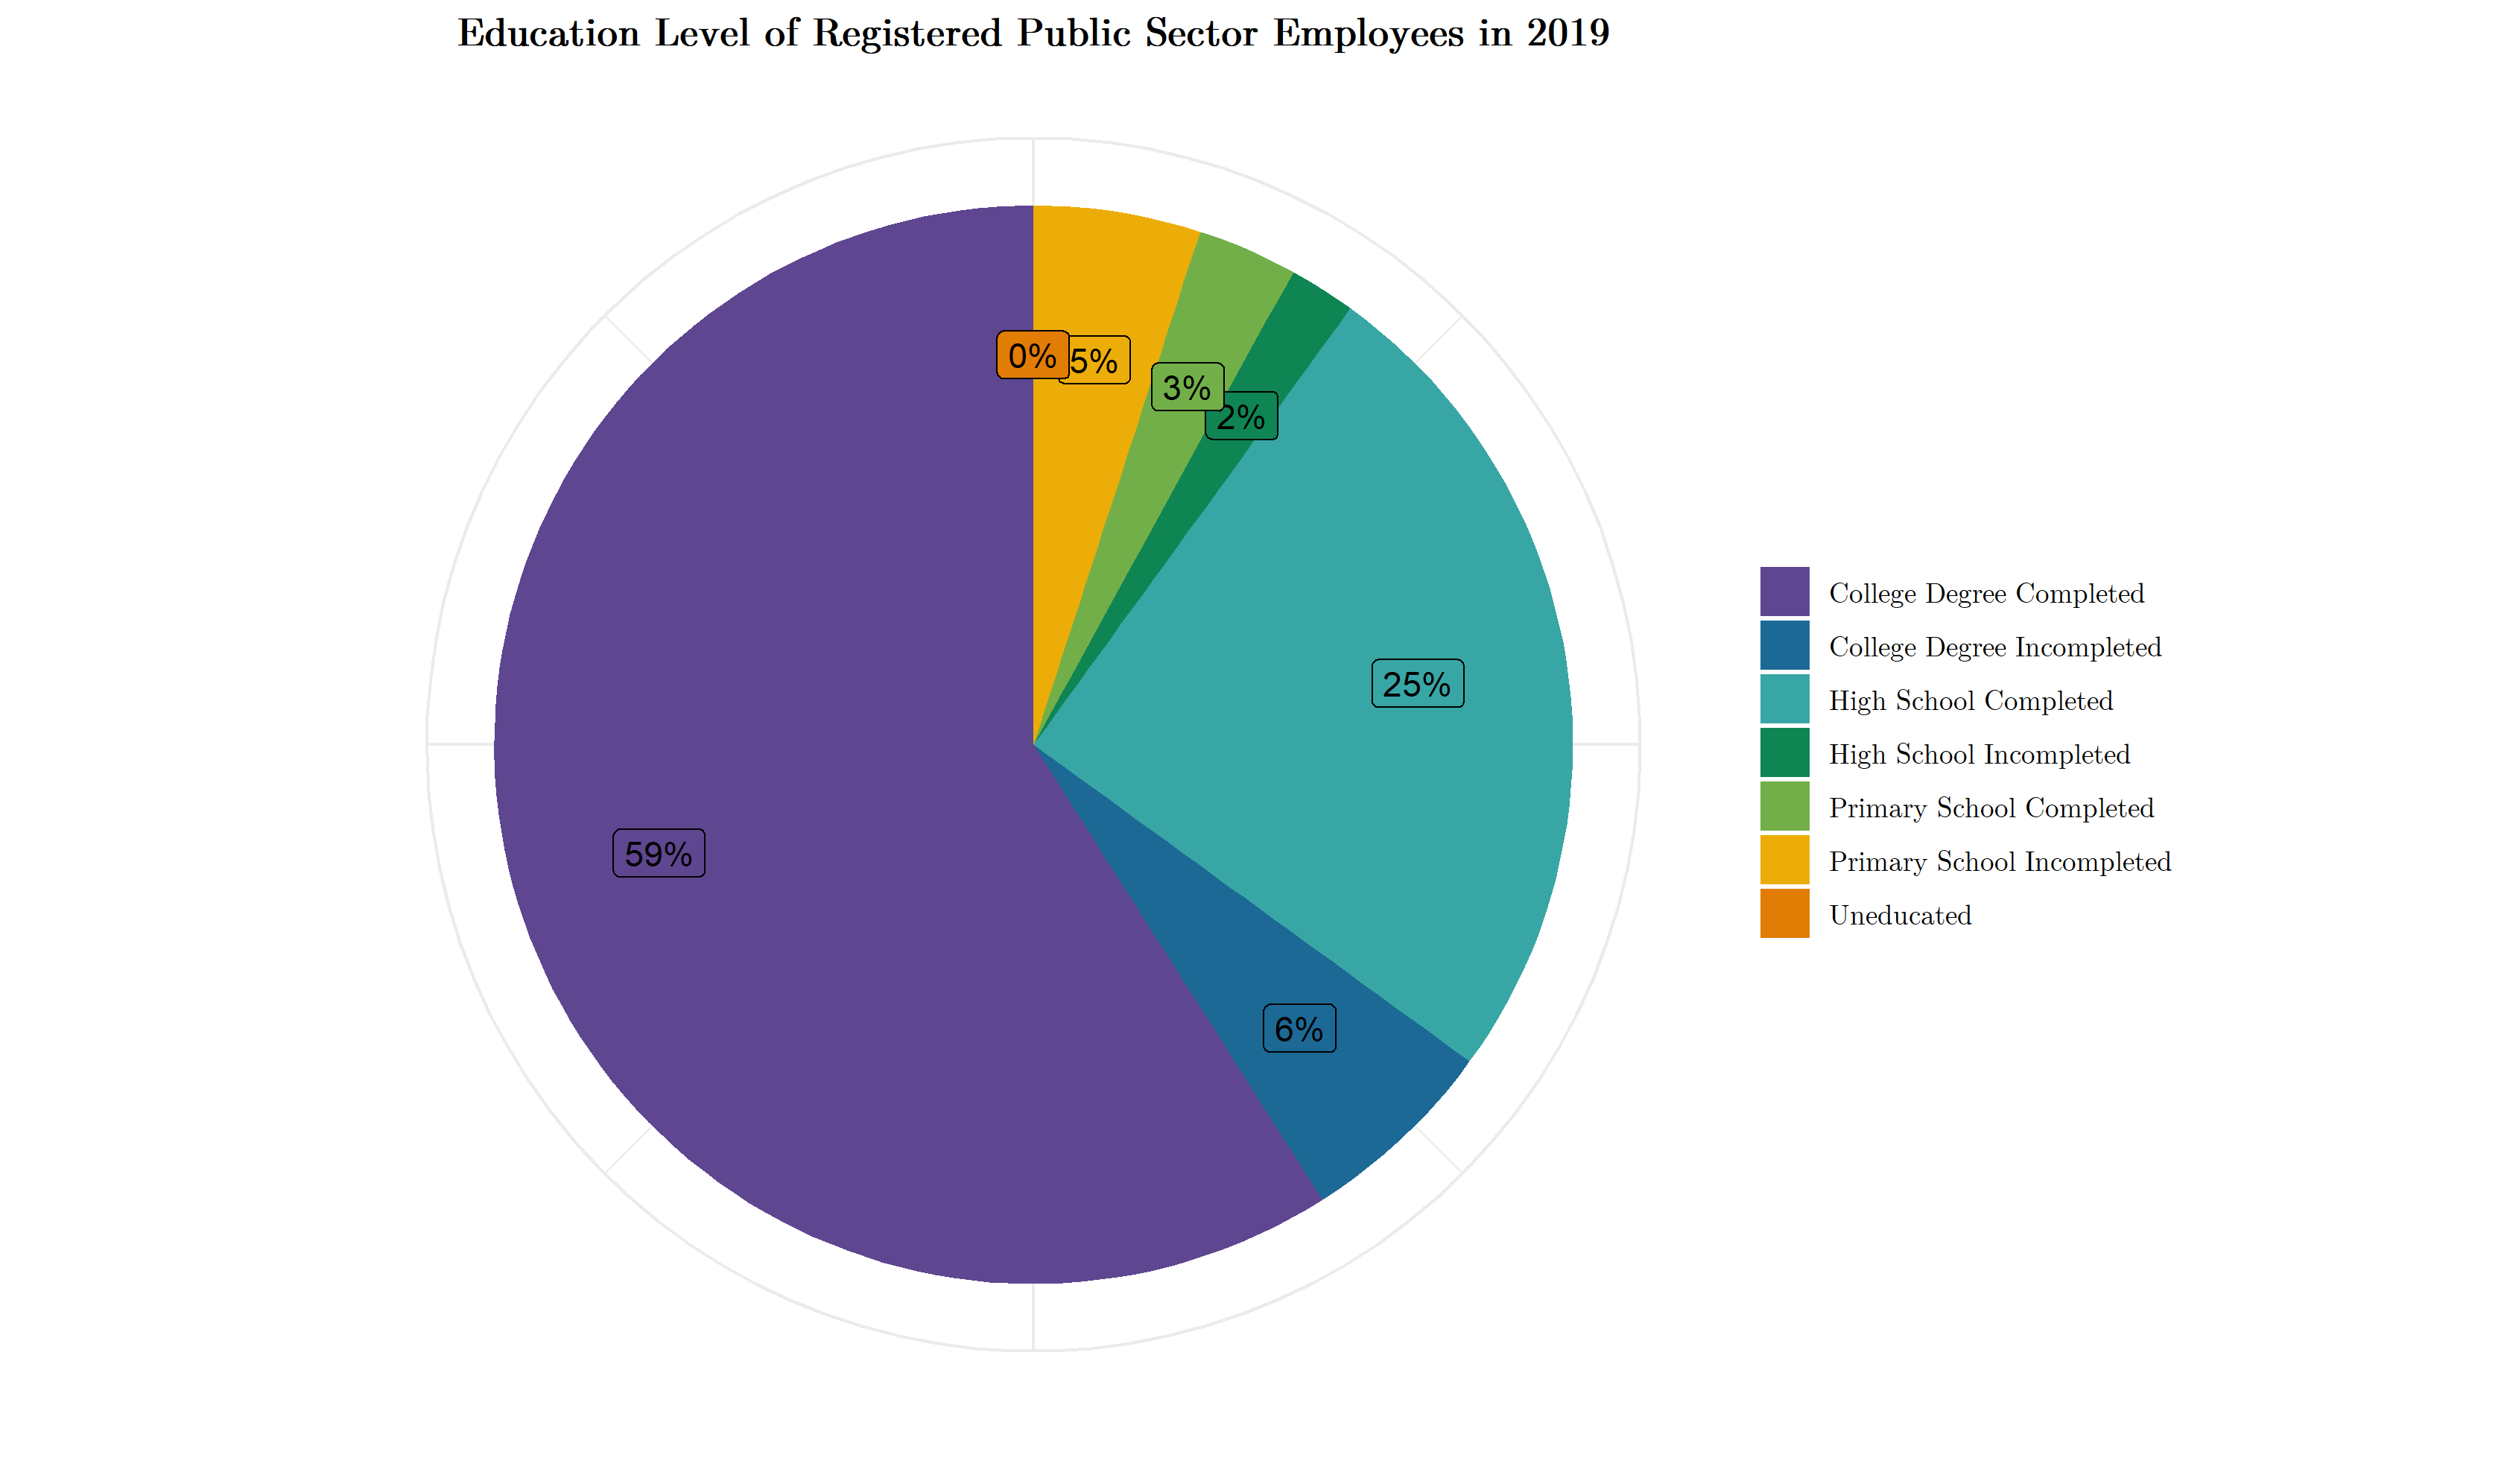 Education Level of Registered Public Sector Employees in 2019
0%
5%
3%
2%
25%
59%
6%
College Degree Completed
College Degree Incompleted
High School Completed
High School Incompleted
Primary School Completed
Primary School Incompleted
Uneducated